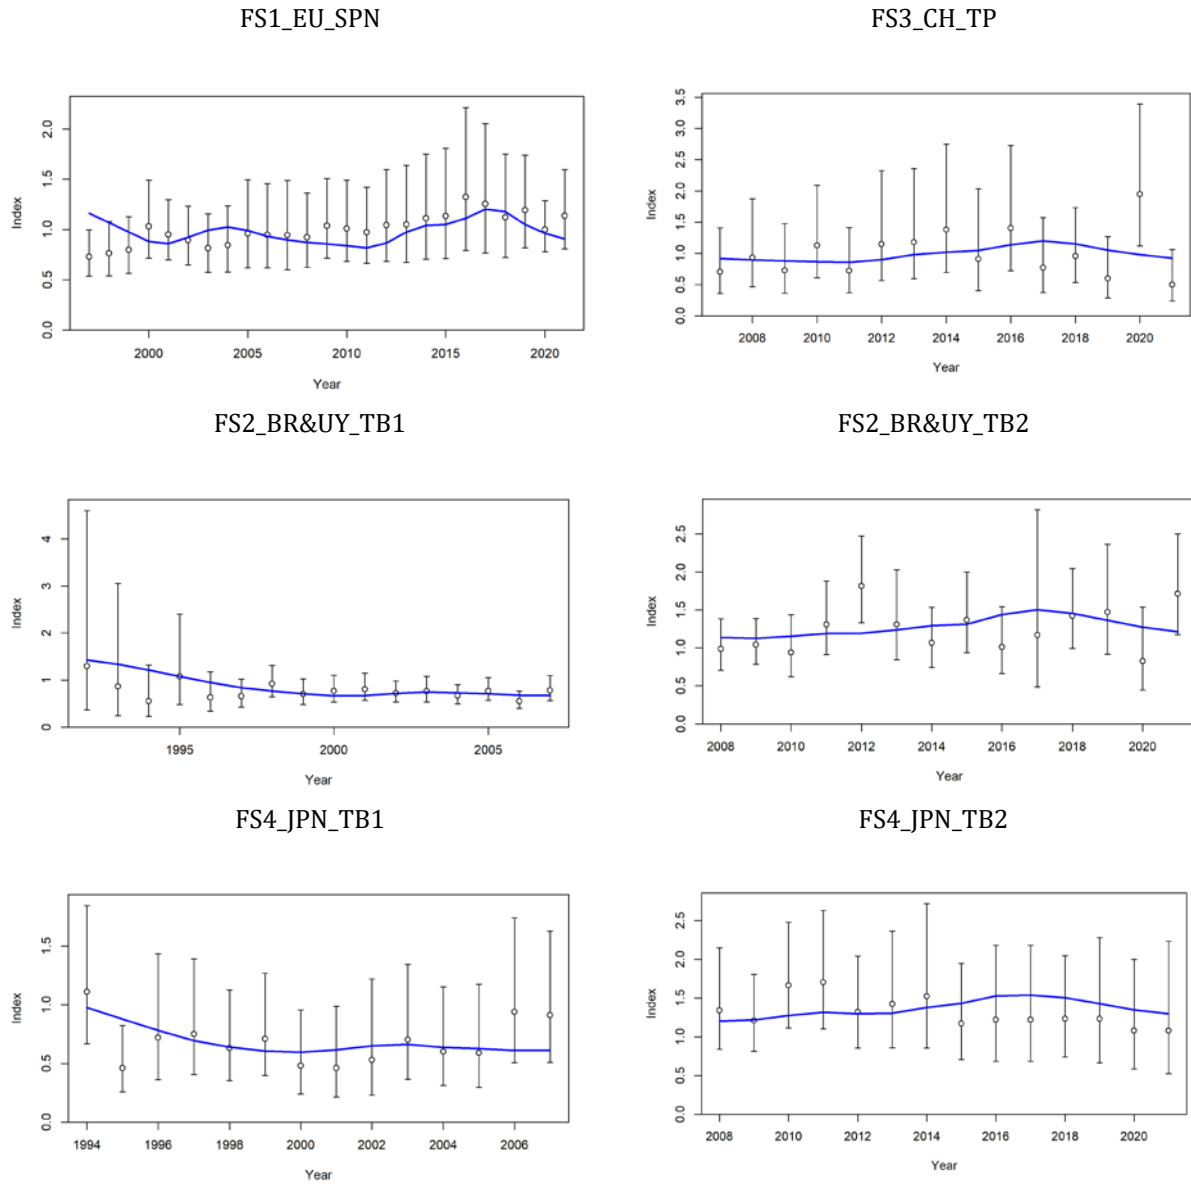 FS1_EU_SPN
FS3_CH_TP
Index
0.0 0.5 1.0 1.5 2.0
2000 2005 2010 2015 2020
Year
Index
0.0 0.5 1.0 1.5 2.0 2.5 3.0 3.5
2008 2010 2012 2014 2016 2018 2020
Year
FS2_BR&UY_TB1
FS2_BR&UY_TB2
Index
0 1 2 3 4
1995 2000 2005
Year
Index
0.0 0.5 1.0 1.5 2.0 2.5
2008 2010 2012 2014 2016 2018 2020
Year
FS4_JPN_TB1
FS4_JPN_TB2
Index
0.0 0.5 1.0 1.5
1994 1996 1998 2000 2002 2004 2006
Year
Index
0.0 0.5 1.0 1.5 2.0 2.5
2008 2010 2012 2014 2016 2018 2020
Year